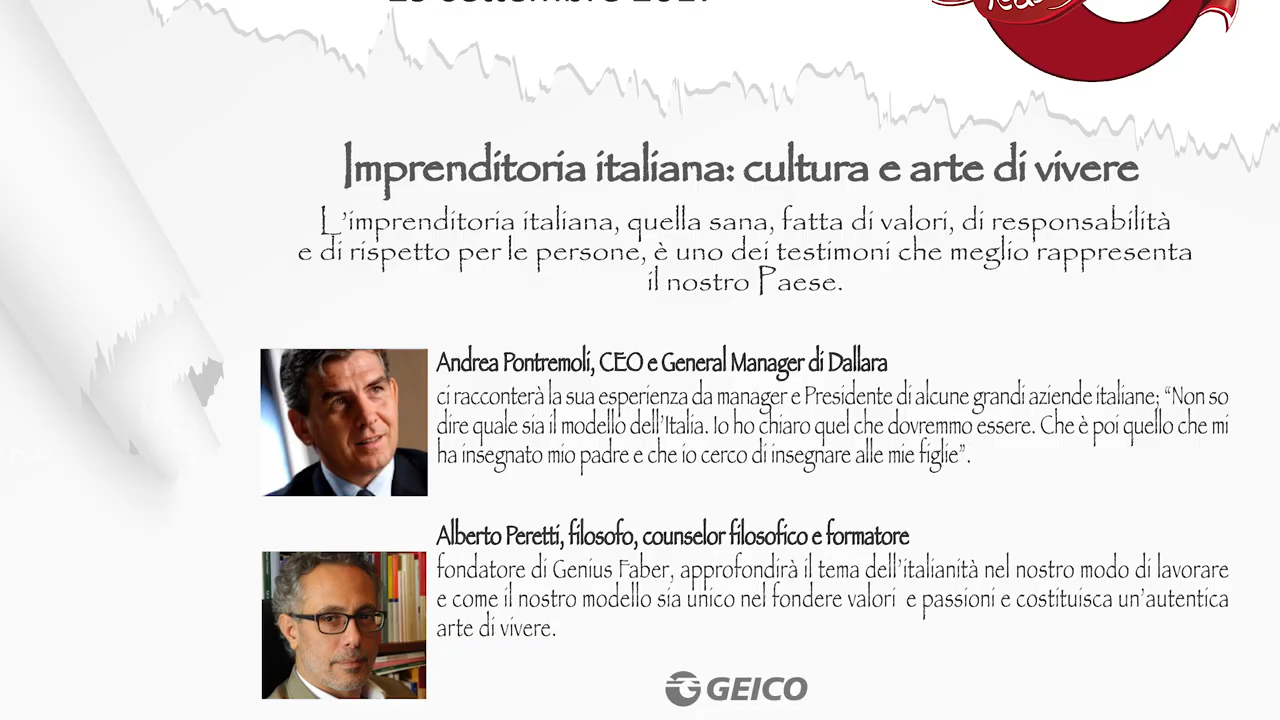 Imprenditoria italiana: cultura e arte di vivere
L'imprenditoria italiana, quella sana, fatta di valori, di responsabilità
e di rispetto per le persone, è uno dei testimoni che meglio rappresenta
il nostro Paese.
Andrea Pontremoli, CEO e General Manager di Dallara
ci racconterà la sua esperienza da manager e Presidente di alcune grandi aziende italiane; “Non so
dire quale sia il modello dell'Italia. Io ho chiaro quel che dovremmo essere. Che è poi quello che mi
ha insegnato mio padre e che io cerco di insegnare alle mie figlie”.
Alberto Peretti, filosofo, counselor filosofico e formatore
fondatore di Genius Faber, approfondirà il tema dell'italianità nel nostro modo di lavorare
e come il nostro modello sia unico nel fondere valori e passioni e costituisca un'autentica
arte di vivere.
GEICO